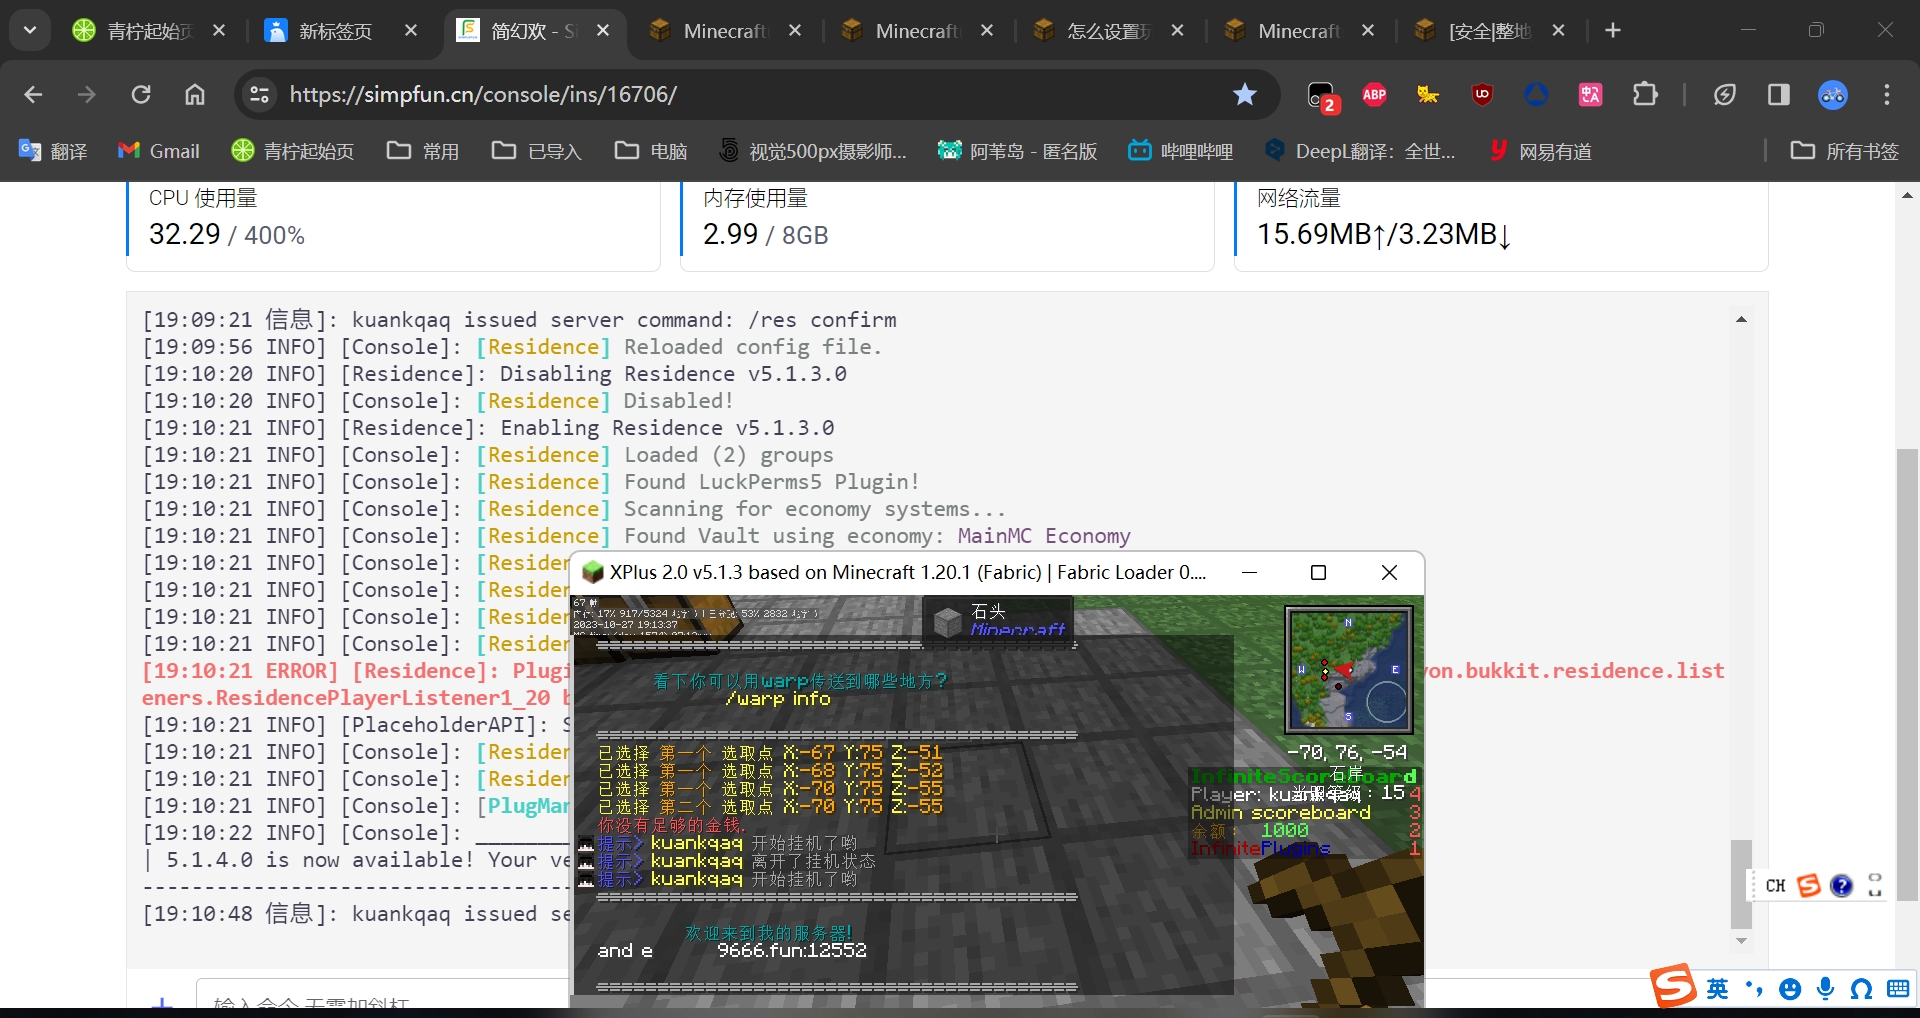 青柠起始页
新标签页
简幻欢 - Si
Minecraft
Minecraft
怎么设置玩
Minecraft
[安全|整地
https://simpfun.cn/console/ins/16706/
2
ABP
翻译
Gmail
青柠起始页
常用
已导入
电脑
视觉500px摄影师...
阿苇岛 - 匿名版
哔哩哔哩
DeepL翻译：全世...
网易有道
所有书签
CPU 使用量
32.29 / 400%
内存使用量
2.99 / 8GB
网络流量
15.69MB↑/3.23MB↓
[19:09:21 信息]: kuankqaq issued server command: /res confirm
[19:09:56 INFO] [Console]: [Residence] Reloaded config file.
[19:10:20 INFO] [Residence]: Disabling Residence v5.1.3.0
[19:10:20 INFO] [Console]: [Residence] Disabled!
[19:10:21 INFO] [Residence]: Enabling Residence v5.1.3.0
[19:10:21 INFO] [Console]: [Residence] Loaded (2) groups
[19:10:21 INFO] [Console]: [Residence] Found LuckPerms5 Plugin!
[19:10:21 INFO] [Console]: [Residence] Scanning for economy systems...
[19:10:21 INFO] [Console]: [Residence] Found Vault using economy: MainMC Economy
[19:10:21 INFO] [Console]: [Resider
[19:10:21 INFO] [Console]: [Resider
[19:10:21 INFO] [Console]: [Resider
[19:10:21 INFO] [Console]: [Resider
[19:10:21 ERROR] [Residence]: Plugi
yon.bukkit.residence.list
eners.ResidencePlayerListener1_20 b
[19:10:21 INFO] [PlaceholderAPI]: S
[19:10:21 INFO] [Console]: [Resider
[19:10:21 INFO] [Console]: [Resider
[19:10:21 INFO] [Console]: [PlugMan
[19:10:22 INFO] [Console]: ________
| 5.1.4.0 is now available! Your ve
-----------------------------------
[19:10:48 信息]: kuankqaq issued se
输入命令,无需加斜杠
XPlus 2.0 v5.1.3 based on Minecraft 1.20.1 (Fabric) | Fabric Loader 0....
2023-10-27 19:13:37
石头
Minecraft
看下你可以用warp传送到哪些地方?
/warp info
已选择 第一个 选取点 X:-67 Y:75 Z:-51
已选择 第一个 选取点 X:-68 Y:75 Z:-52
已选择 第一个 选取点 X:-70 Y:75 Z:-55
已选择 第二个 选取点 X:-70 Y:75 Z:-55
你没有足够的金钱.
提示> kuankqaq 开始挂机了哟
提示> kuankqaq 离开了挂机状态
提示> kuankqaq 开始挂机了哟
欢迎来到我的服务器!
and e
9666.fun:12552
N
W
E
S
-70, 76, -54
石岸
InfiniteScoreboard
Player: kuankqaq
: 15
4
Admin scoreboard
3
金额: 1000
2
InfinitePlugins
1
CH
英